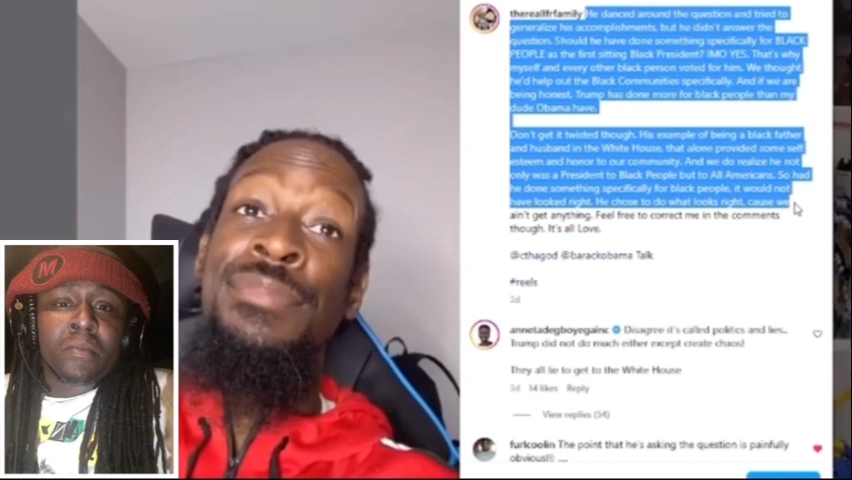 M
thereallfrfamily He danced around the question and tried to
generalize his accomplishments, but he didn't answer the
question. Should he have done something specifically for BLACK
PEOPLE as the first sitting Black President? IMO YES. That's why
myself and every other black person voted for him. We thought
he'd help out the Black Communities specifically. And if we are
being honest, Trump has done more for black people than my
dude Obama have.
Don't get it twisted though. His example of being a black father
and husband in the White House, that alone provided some self
esteem and honor to our community. And we do realize he not
only was a President to Black People but to All Americans. So had
he done something specifically for black people, it would not
have looked right. He chose to do what looks right, cause we
ain't get anything. Feel free to correct me in the comments
though. It's all Love.
@cthagod @barackobama Talk
#reels
3d
annetadegboyegainc Disagree it's called politics and lies..
Trump did not do much either except create chaos!
They all lie to get to the White House
3d 14 likes Reply
View replies (54)
furlcoolin The point that he's asking the question is painfully
obvious!!! ....